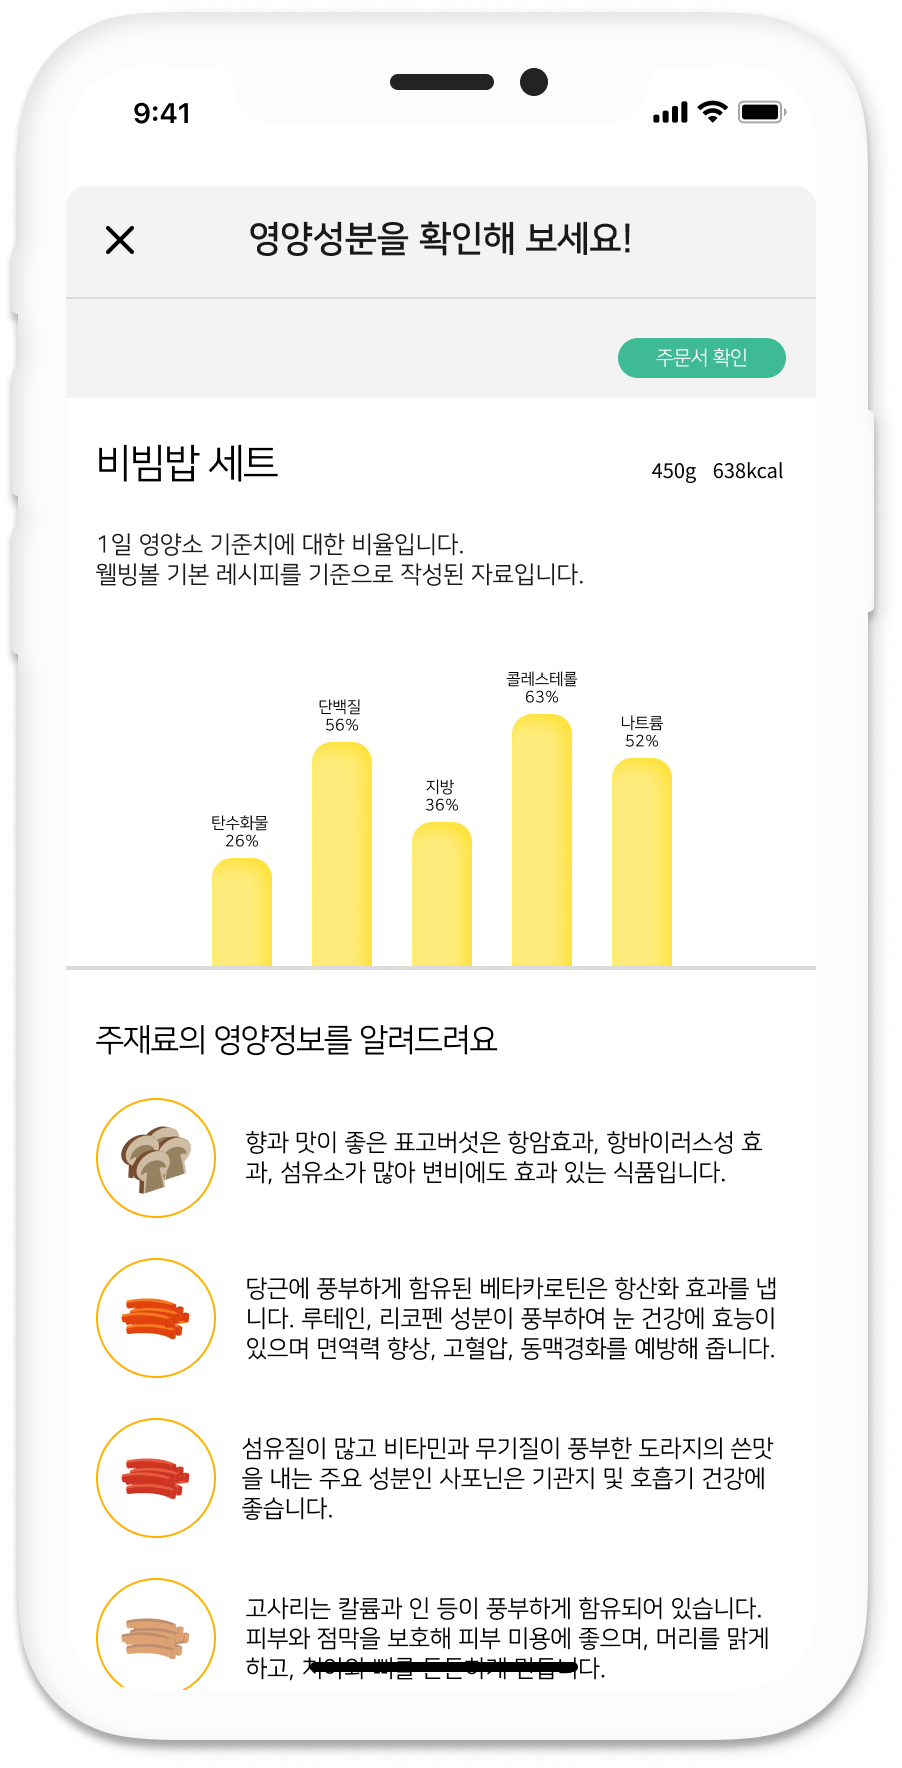 9:41
영양성분을 확인해 보세요!
주문서 확인
비빔밥 세트
450g 638kcal
1일 영양소 기준치에 대한 비율입니다.
웰빙볼 기본 레시피를 기준으로 작성된 자료입니다.
탄수화물
26%
단백질
56%
지방
36%
콜레스테롤
63%
나트륨
52%
주재료의 영양정보를 알려드려요
향과 맛이 좋은 표고버섯은 항암효과, 항바이러스성 효
과, 섬유소가 많아 변비에도 효과 있는 식품입니다.
당근에 풍부하게 함유된 베타카로틴은 항산화 효과를 냅
니다. 루테인, 리코펜 성분이 풍부하여 눈 건강에 효능이
있으며 면역력 향상, 고혈압, 동맥경화를 예방해 줍니다.
섬유질이 많고 비타민과 무기질이 풍부한 도라지의 쓴맛
을 내는 주요 성분인 사포닌은 기관지 및 호흡기 건강에
좋습니다.
고사리는 칼륨과 인 등이 풍부하게 함유되어 있습니다.
피부와 점막을 보호해 피부 미용에 좋으며, 머리를 맑게
하고, 치아와 뼈를 튼튼하게 만듭니다.